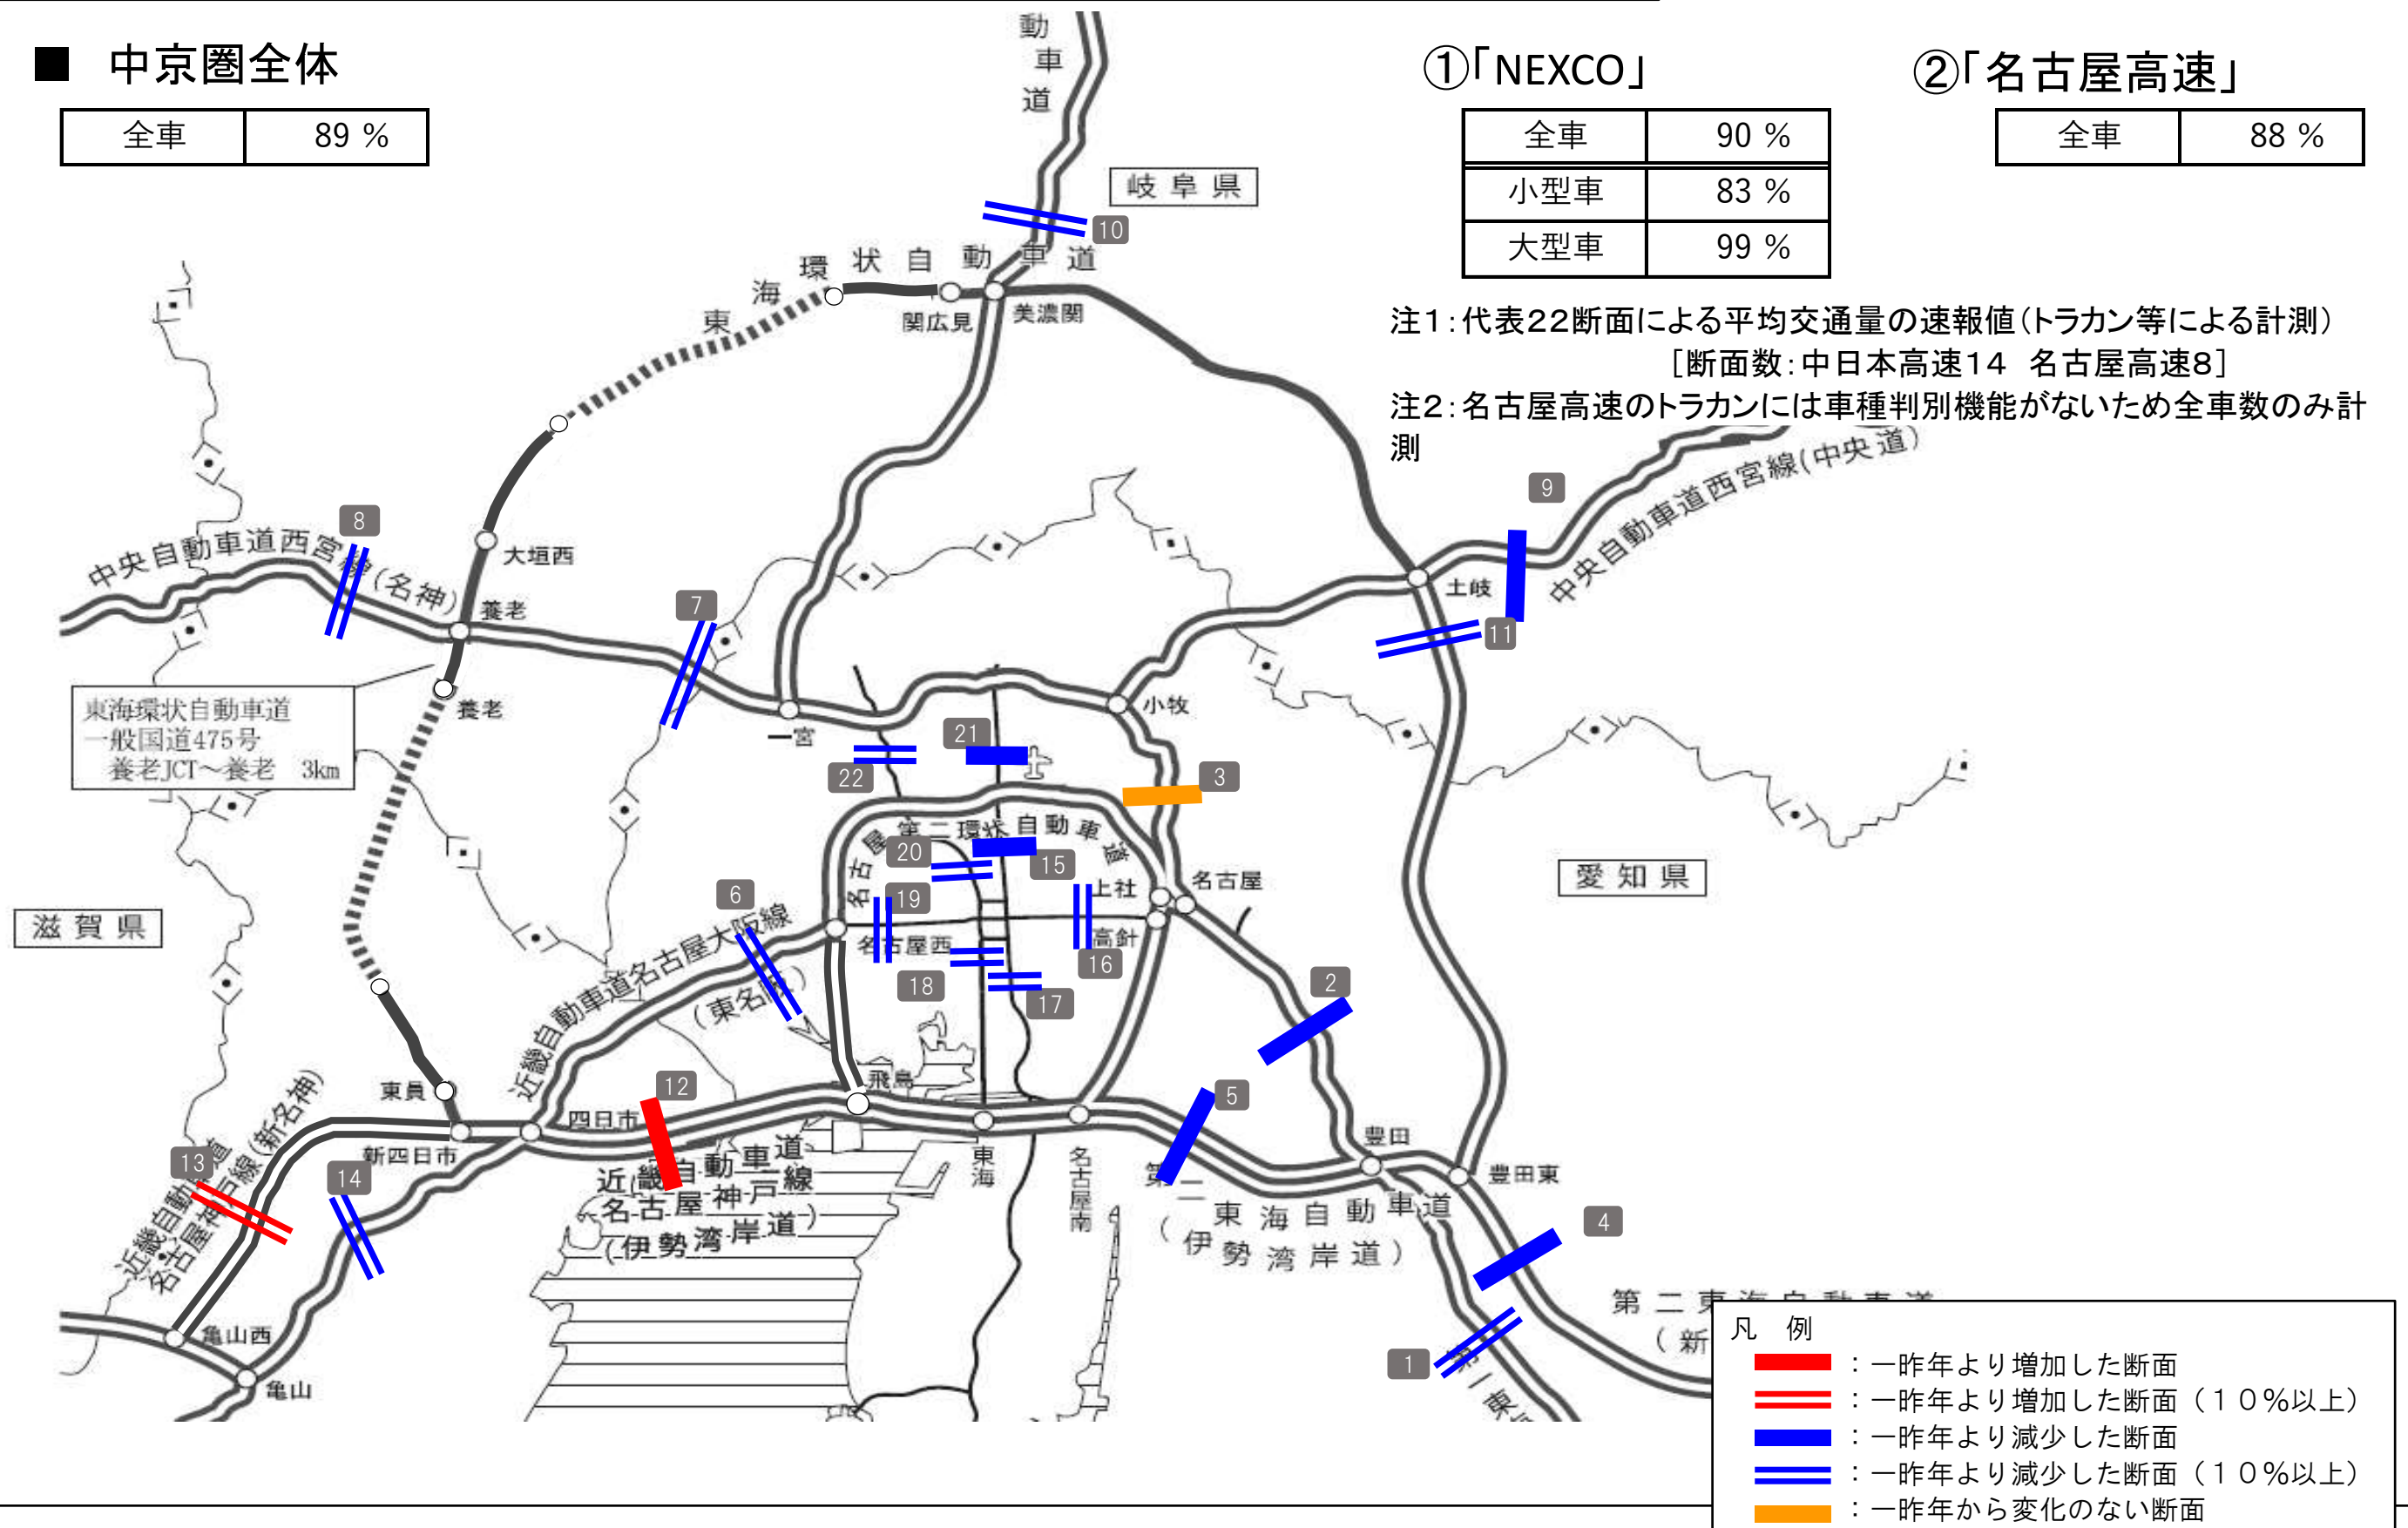 ■ 中京圏全体
全車 89 %
①「NEXCO」
全車 90 %
小型車 83 %
大型車 99 %
②「名古屋高速」
全車 88 %
注1：代表22断面による平均交通量の速報値（トラカン等による計測）
［断面数：中日本高速14 名古屋高速8］
注2：名古屋高速のトラカンには車種判別機能がないため全車数のみ計
測
動車道
岐阜県
10
東海環状自動車道
関広見
美濃関
9
中央自動車道西宮線(中央道)
8
中央自動車道西宮線(名神)
大垣西
養老
7
土岐
11
東海環状自動車道
一般国道475号
養老JCT～養老 3km
養老
一宮
小牧
21
22
3
名古屋第二環状自動車道
20
15
上社
名古屋
愛知県
19
6
滋賀県
名古屋西
高針
16
18
17
2
近畿自動車道名古屋大阪線
(東名阪)
東員
12
飛島
5
四日市
新四日市
13
14
近畿自動車道
名古屋神戸線(新名神)
近畿自動車道
名古屋神戸線
(伊勢湾岸道)
東海
名古屋南
豊田
豊田東
第二東海自動車道
(伊勢湾岸道)
4
亀山西
亀山
1
第一東
第二東海自動車道
(新
凡 例
：一昨年より増加した断面
：一昨年より増加した断面（１０％以上）
：一昨年より減少した断面
：一昨年より減少した断面（１０％以上）
：一昨年から変化のない断面